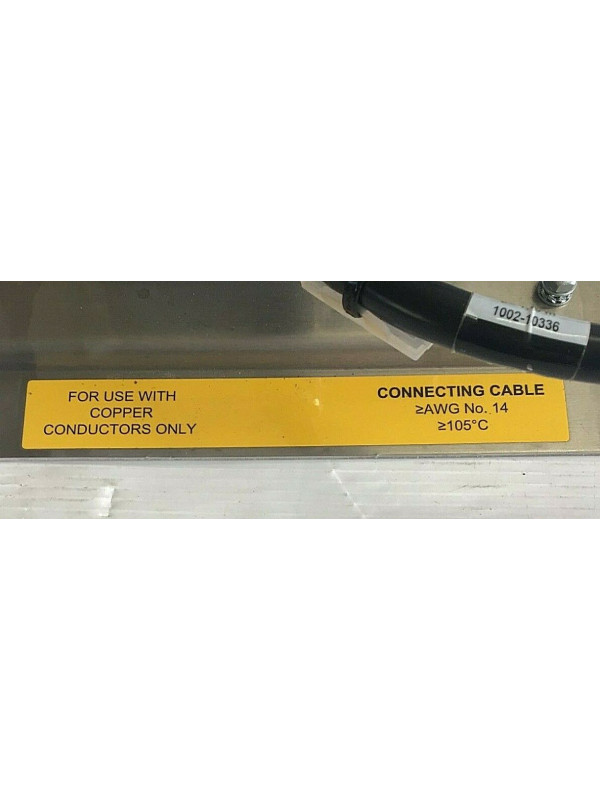 1002-10336
FOR USE WITH
COPPER
CONDUCTORS ONLY
CONNECTING CABLE
≥AWG No. 14
≥105°C